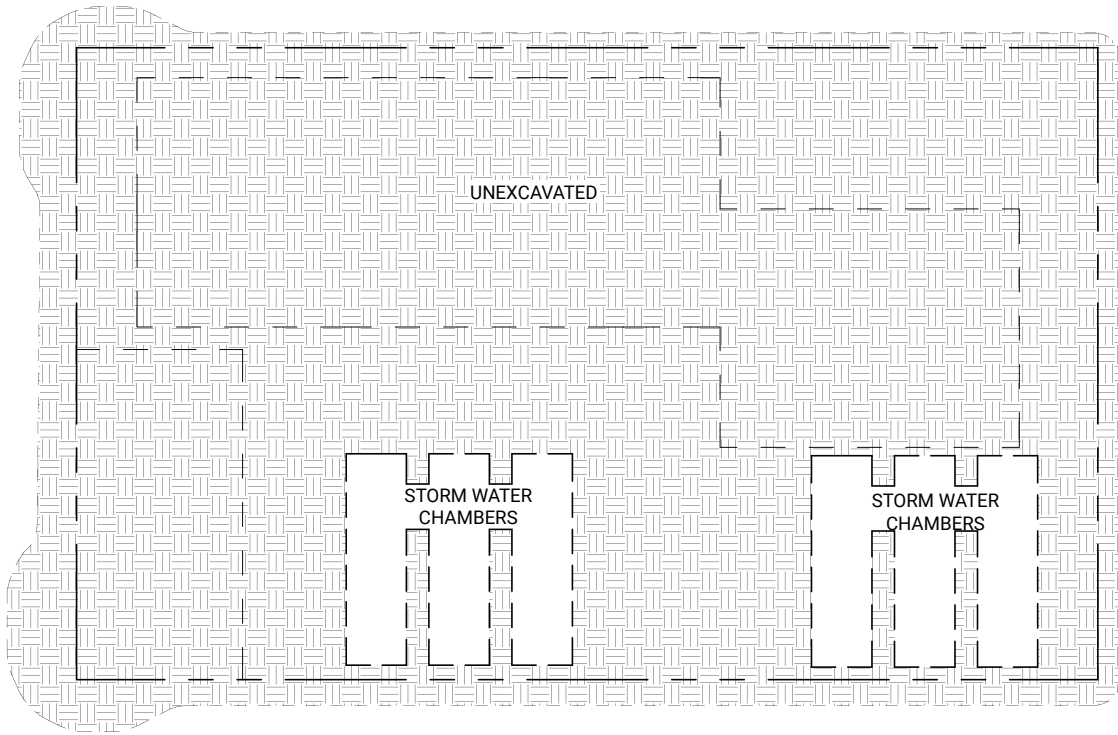 UNEXCAVATED
STORM WATER
CHAMBERS
STORM WATER
CHAMBERS